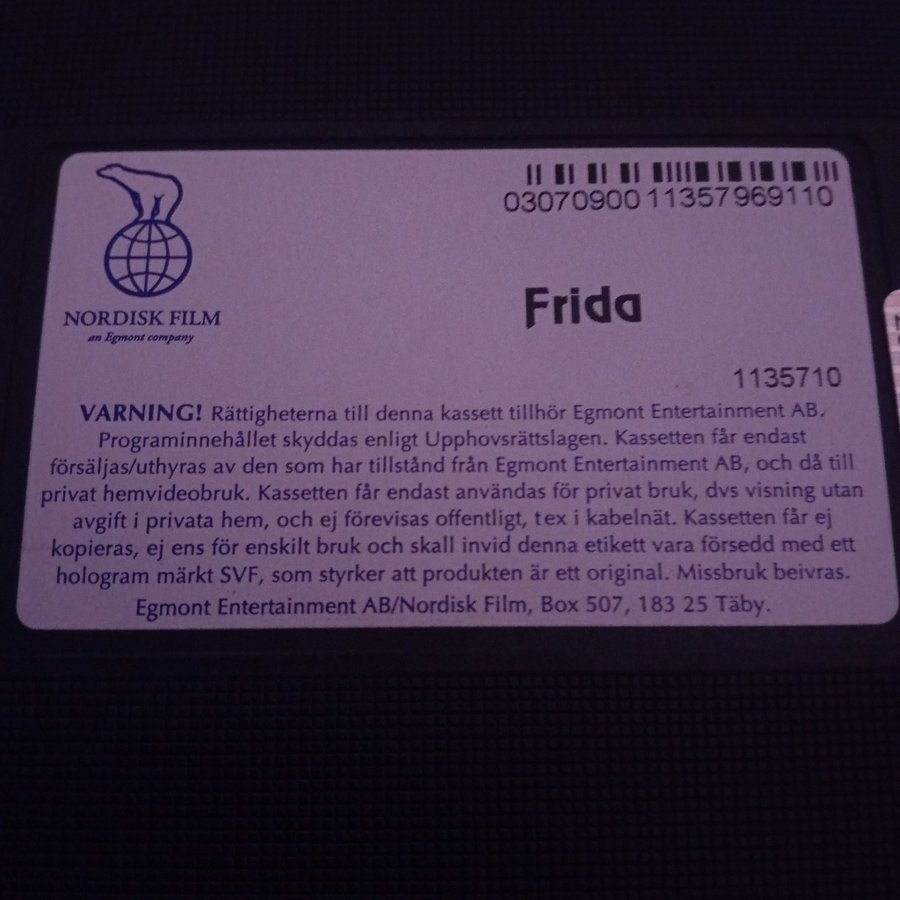 03070900 11357969110
NORDISK FILM
an Egmont company
Frida
1135710
VARNING! Rättigheterna till denna kassett tillhör Egmont Entertainment AB.
Programinnehållet skyddas enligt Upphovsrättslagen. Kassetten får endast
försäljas/uthyras av den som har tillstånd från Egmont Entertainment AB, och då till
privat hemvideobruk. Kassetten får endast användas för privat bruk, dvs visning utan
avgift i privata hem, och ej förevisas offentligt, tex i kabelnät. Kassetten får ej
kopieras, ej ens för enskilt bruk och skall invid denna etikett vara försedd med ett
hologram märkt SVF, som styrker att produkten är ett original. Missbruk beivras.
Egmont Entertainment AB/Nordisk Film, Box 507, 183 25 Täby.